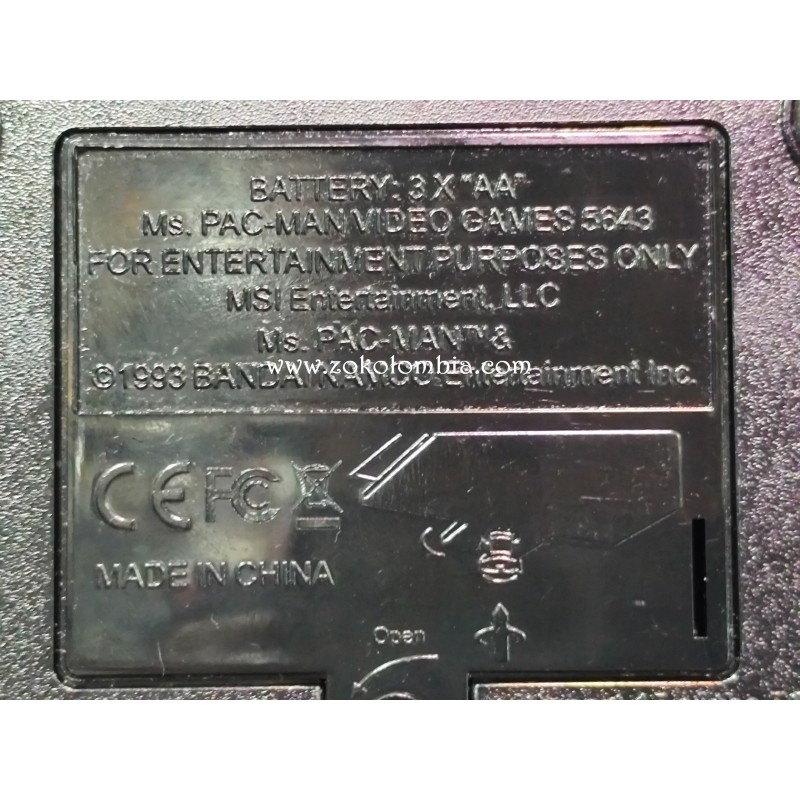 BATTERY: 3 X "AA"
Ms. PAC-MAN VIDEO GAMES 5643
FOR ENTERTAINMENT PURPOSES ONLY
MSI Entertainment, LLC
Ms. PAC-MAN™ &
www.zokolombia.com
©1993 BANDAI NAMCO Entertainment Inc.
CE FC
MADE IN CHINA
Open